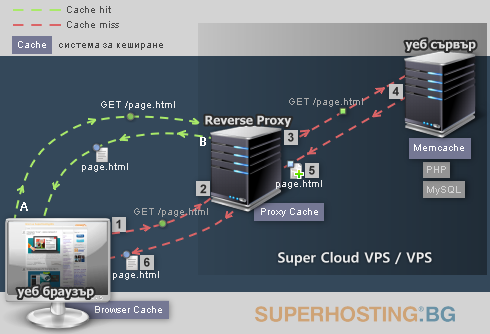 Cache hit
Cache miss
Cache система за кеширане
уеб сървър
GET /page.html
GET /page.html
4
Reverse Proxy
B
3
Memcache
page.html
5
PHP
page.html
2
MySQL
A
GET /page.html
Proxy Cache
1
6
Super Cloud VPS / VPS
page.html
уеб браузър
Browser Cache
SUPERHOSTING.BG